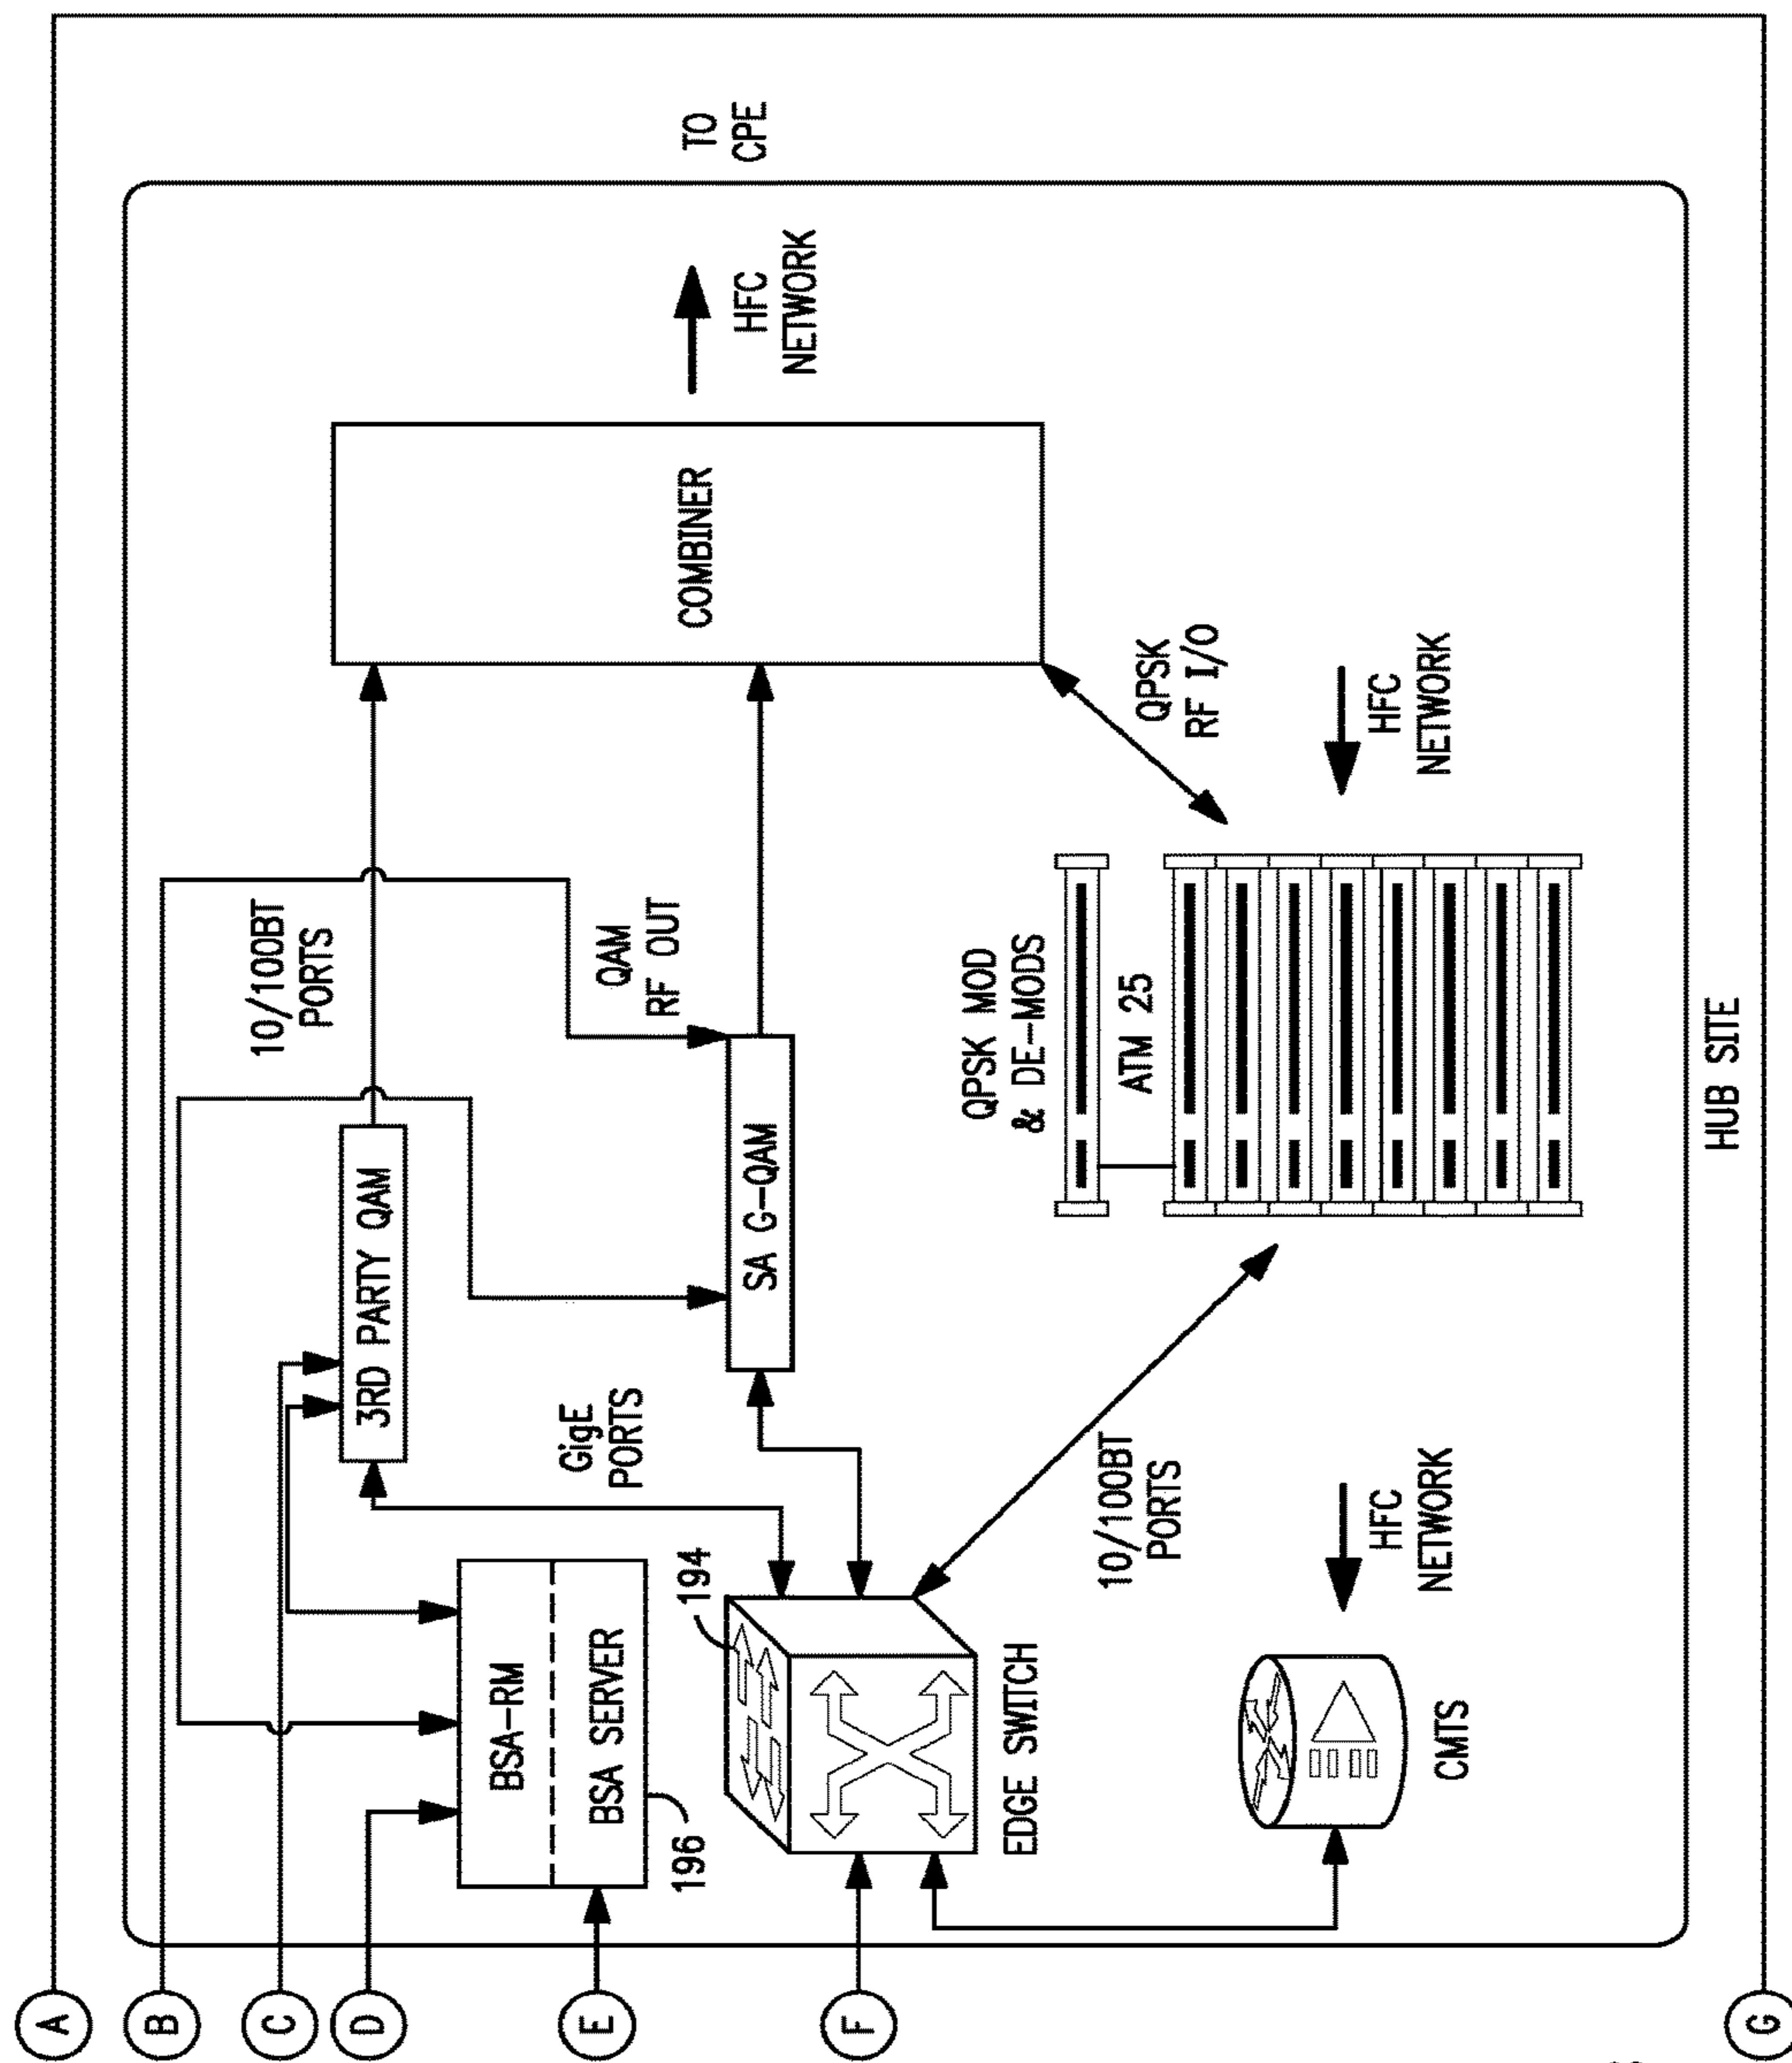 A
B
C
D
E
F
G
10/100BT
PORTS
3RD PARTY QAM
BSA-RM
BSA SERVER
196
GigE
PORTS
194
QAM
RF OUT
SA G-QAM
COMBINER
HFC
NETWORK
TO
CPE
EDGE SWITCH
10/100BT
PORTS
QPSK MOD
& DE-MODS
ATM 25
QPSK
RF I/O
HFC
NETWORK
HFC
NETWORK
CMTS
HUB SITE